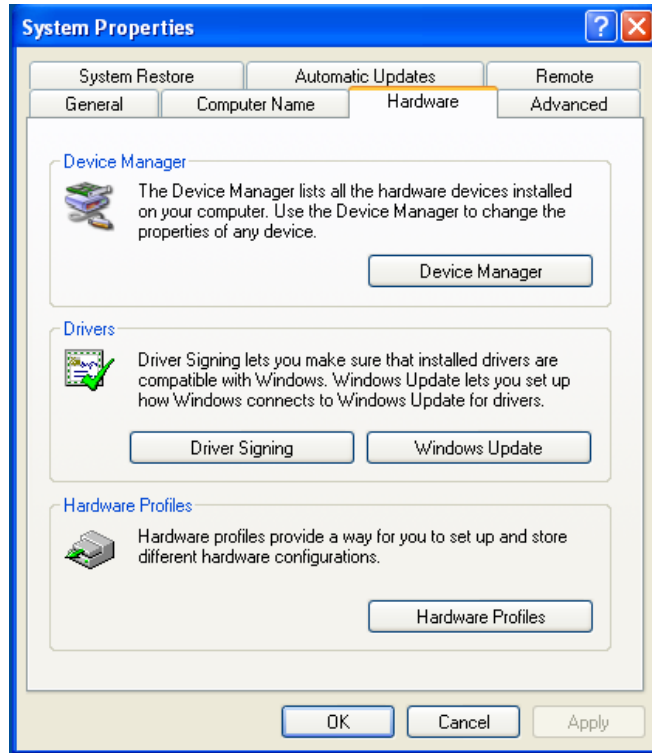 System Properties
System Restore
Automatic Updates
Remote
General
Computer Name
Hardware
Advanced
Device Manager
The Device Manager lists all the hardware devices installed
on your computer. Use the Device Manager to change the
properties of any device.
Device Manager
Drivers
Driver Signing lets you make sure that installed drivers are
compatible with Windows. Windows Update lets you set up
how Windows connects to Windows Update for drivers.
Driver Signing
Windows Update
Hardware Profiles
Hardware profiles provide a way for you to set up and store
different hardware configurations.
Hardware Profiles
OK
Cancel
Apply